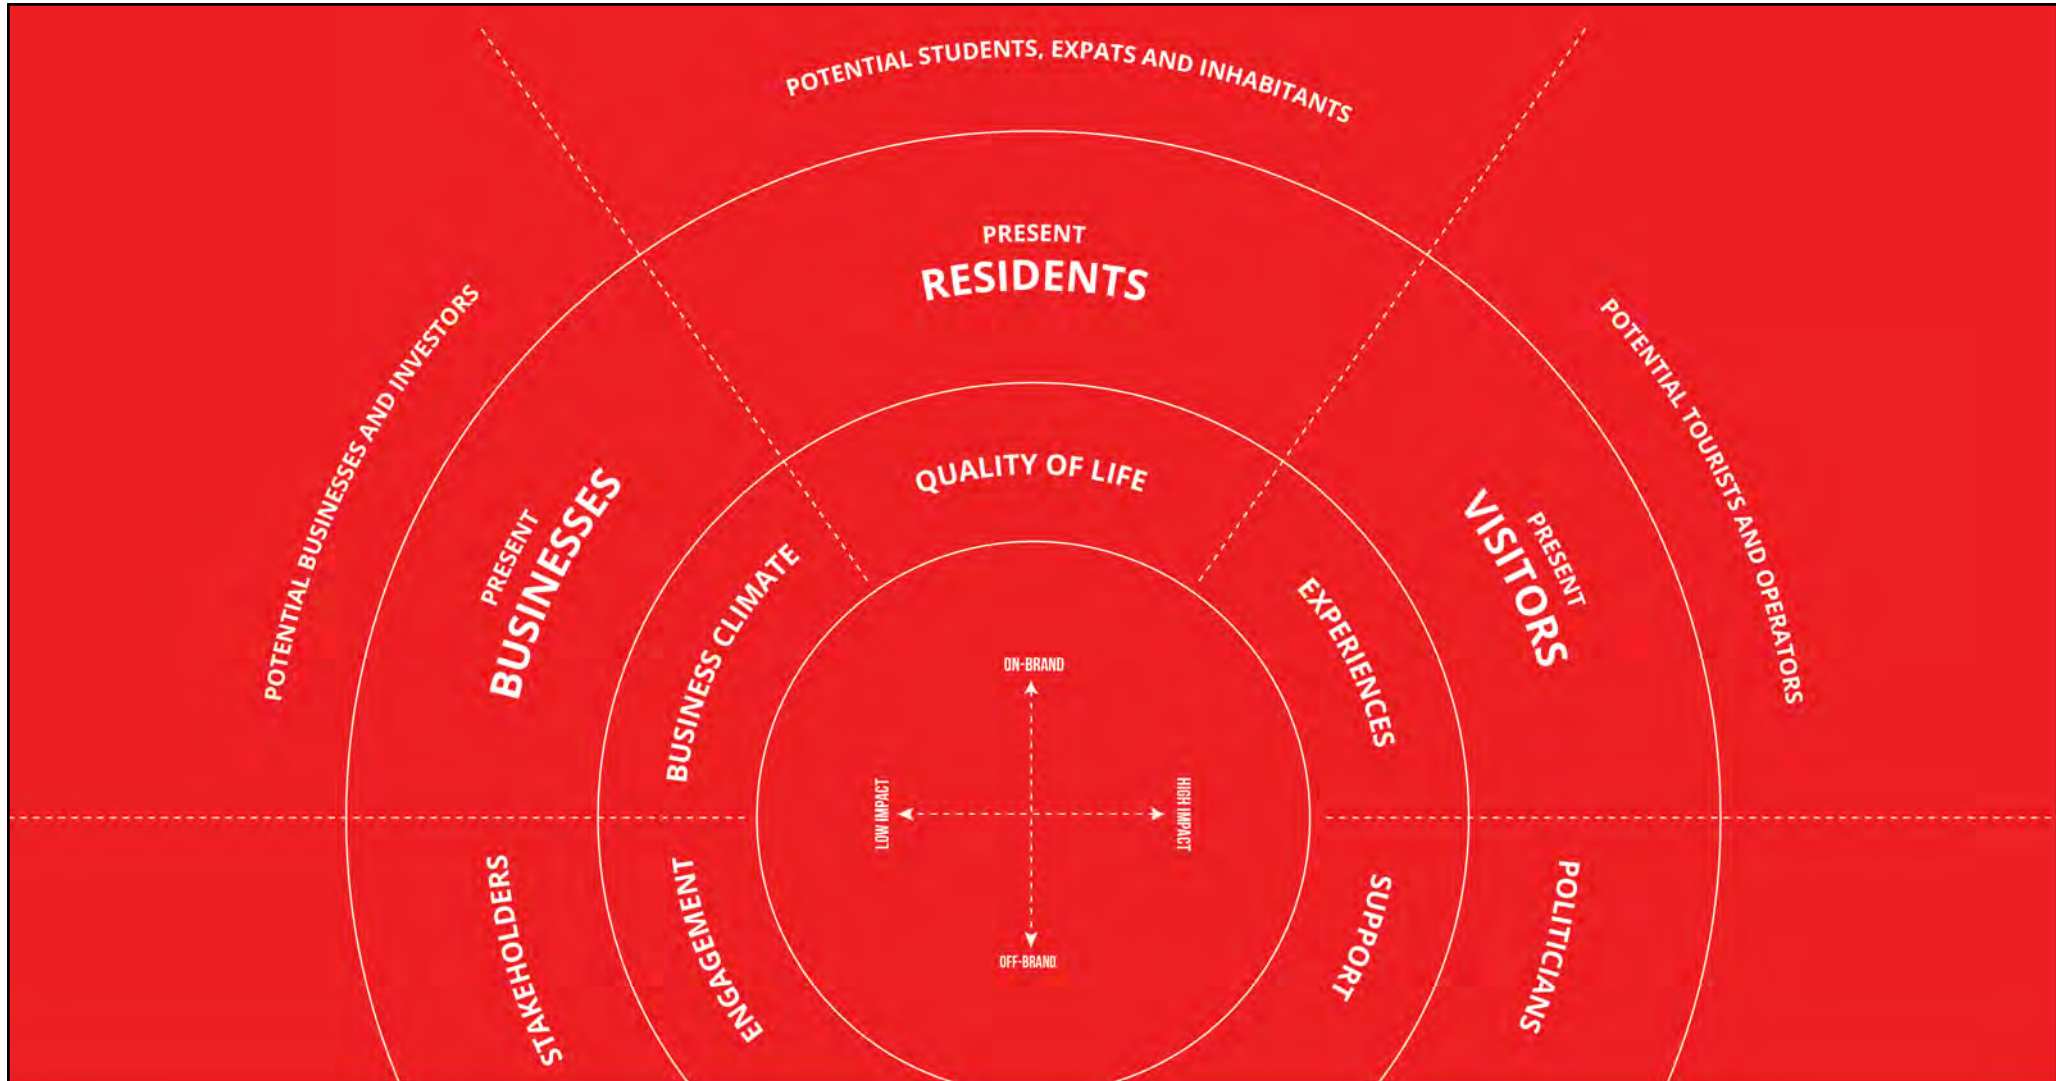 POTENTIAL STUDENTS, EXPATS AND INHABITANTS
PRESENT
RESIDENTS
QUALITY OF LIFE
POTENTIAL BUSINESSES AND INVESTORS
PRESENT
BUSINESSES
BUSINESS CLIMATE
EXPERIENCES
PRESENT
VISITORS
POTENTIAL TOURISTS AND OPERATORS
ON-BRAND
LOW IMPACT
HIGH IMPACT
OFF-BRAND
STAKEHOLDERS
ENGAGEMENT
SUPPORT
POLITICIANS